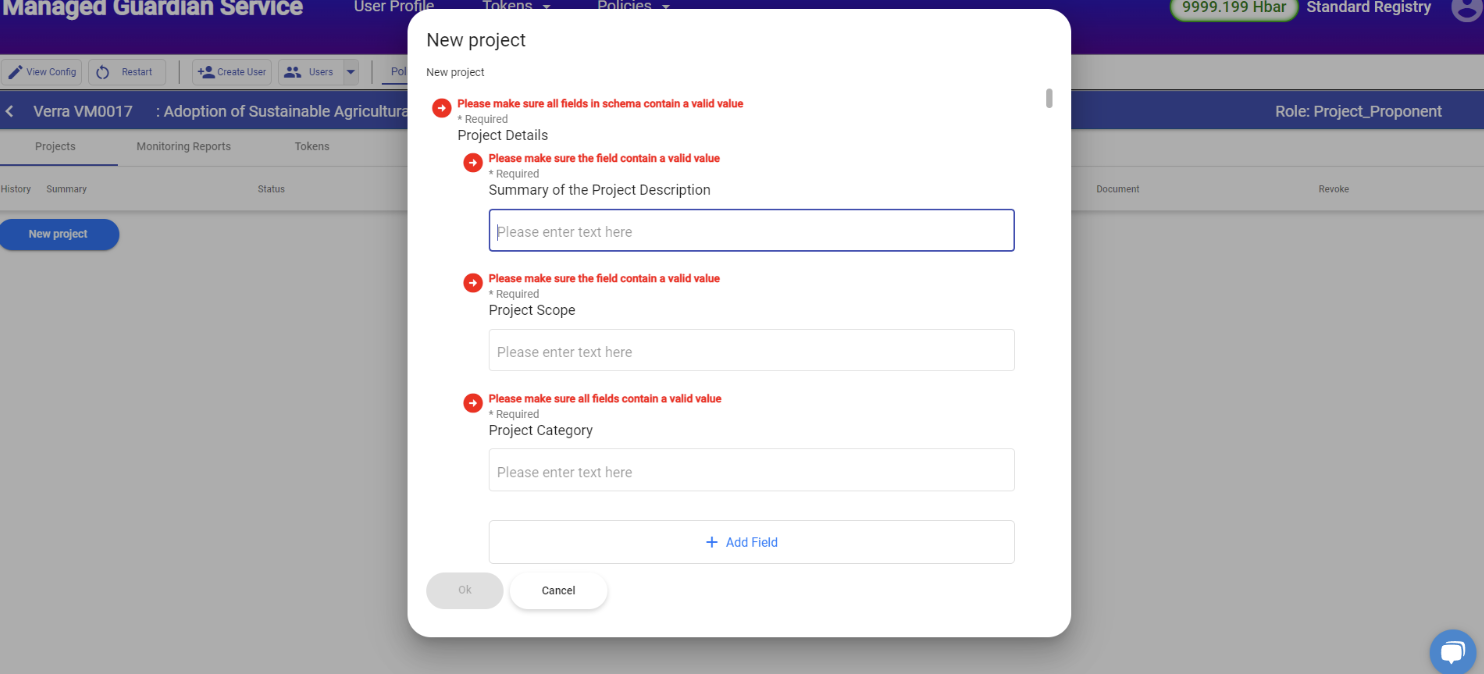 Managed Guardian Service
User Profile
Tokens
Policies
9999.199 Hbar
Standard Registry
View Config
Restart
Create User
Users
Pol
Verra VM0017 : Adoption of Sustainable Agricultura
Role: Project_Proponent
Projects
Monitoring Reports
Tokens
History
Summary
Status
Document
Revoke
New project
New project
New project
Please make sure all fields in schema contain a valid value
* Required
Project Details
Please make sure the field contain a valid value
* Required
Summary of the Project Description
Please enter text here
Please make sure the field contain a valid value
* Required
Project Scope
Please enter text here
Please make sure all fields contain a valid value
* Required
Project Category
Please enter text here
+ Add Field
Ok
Cancel